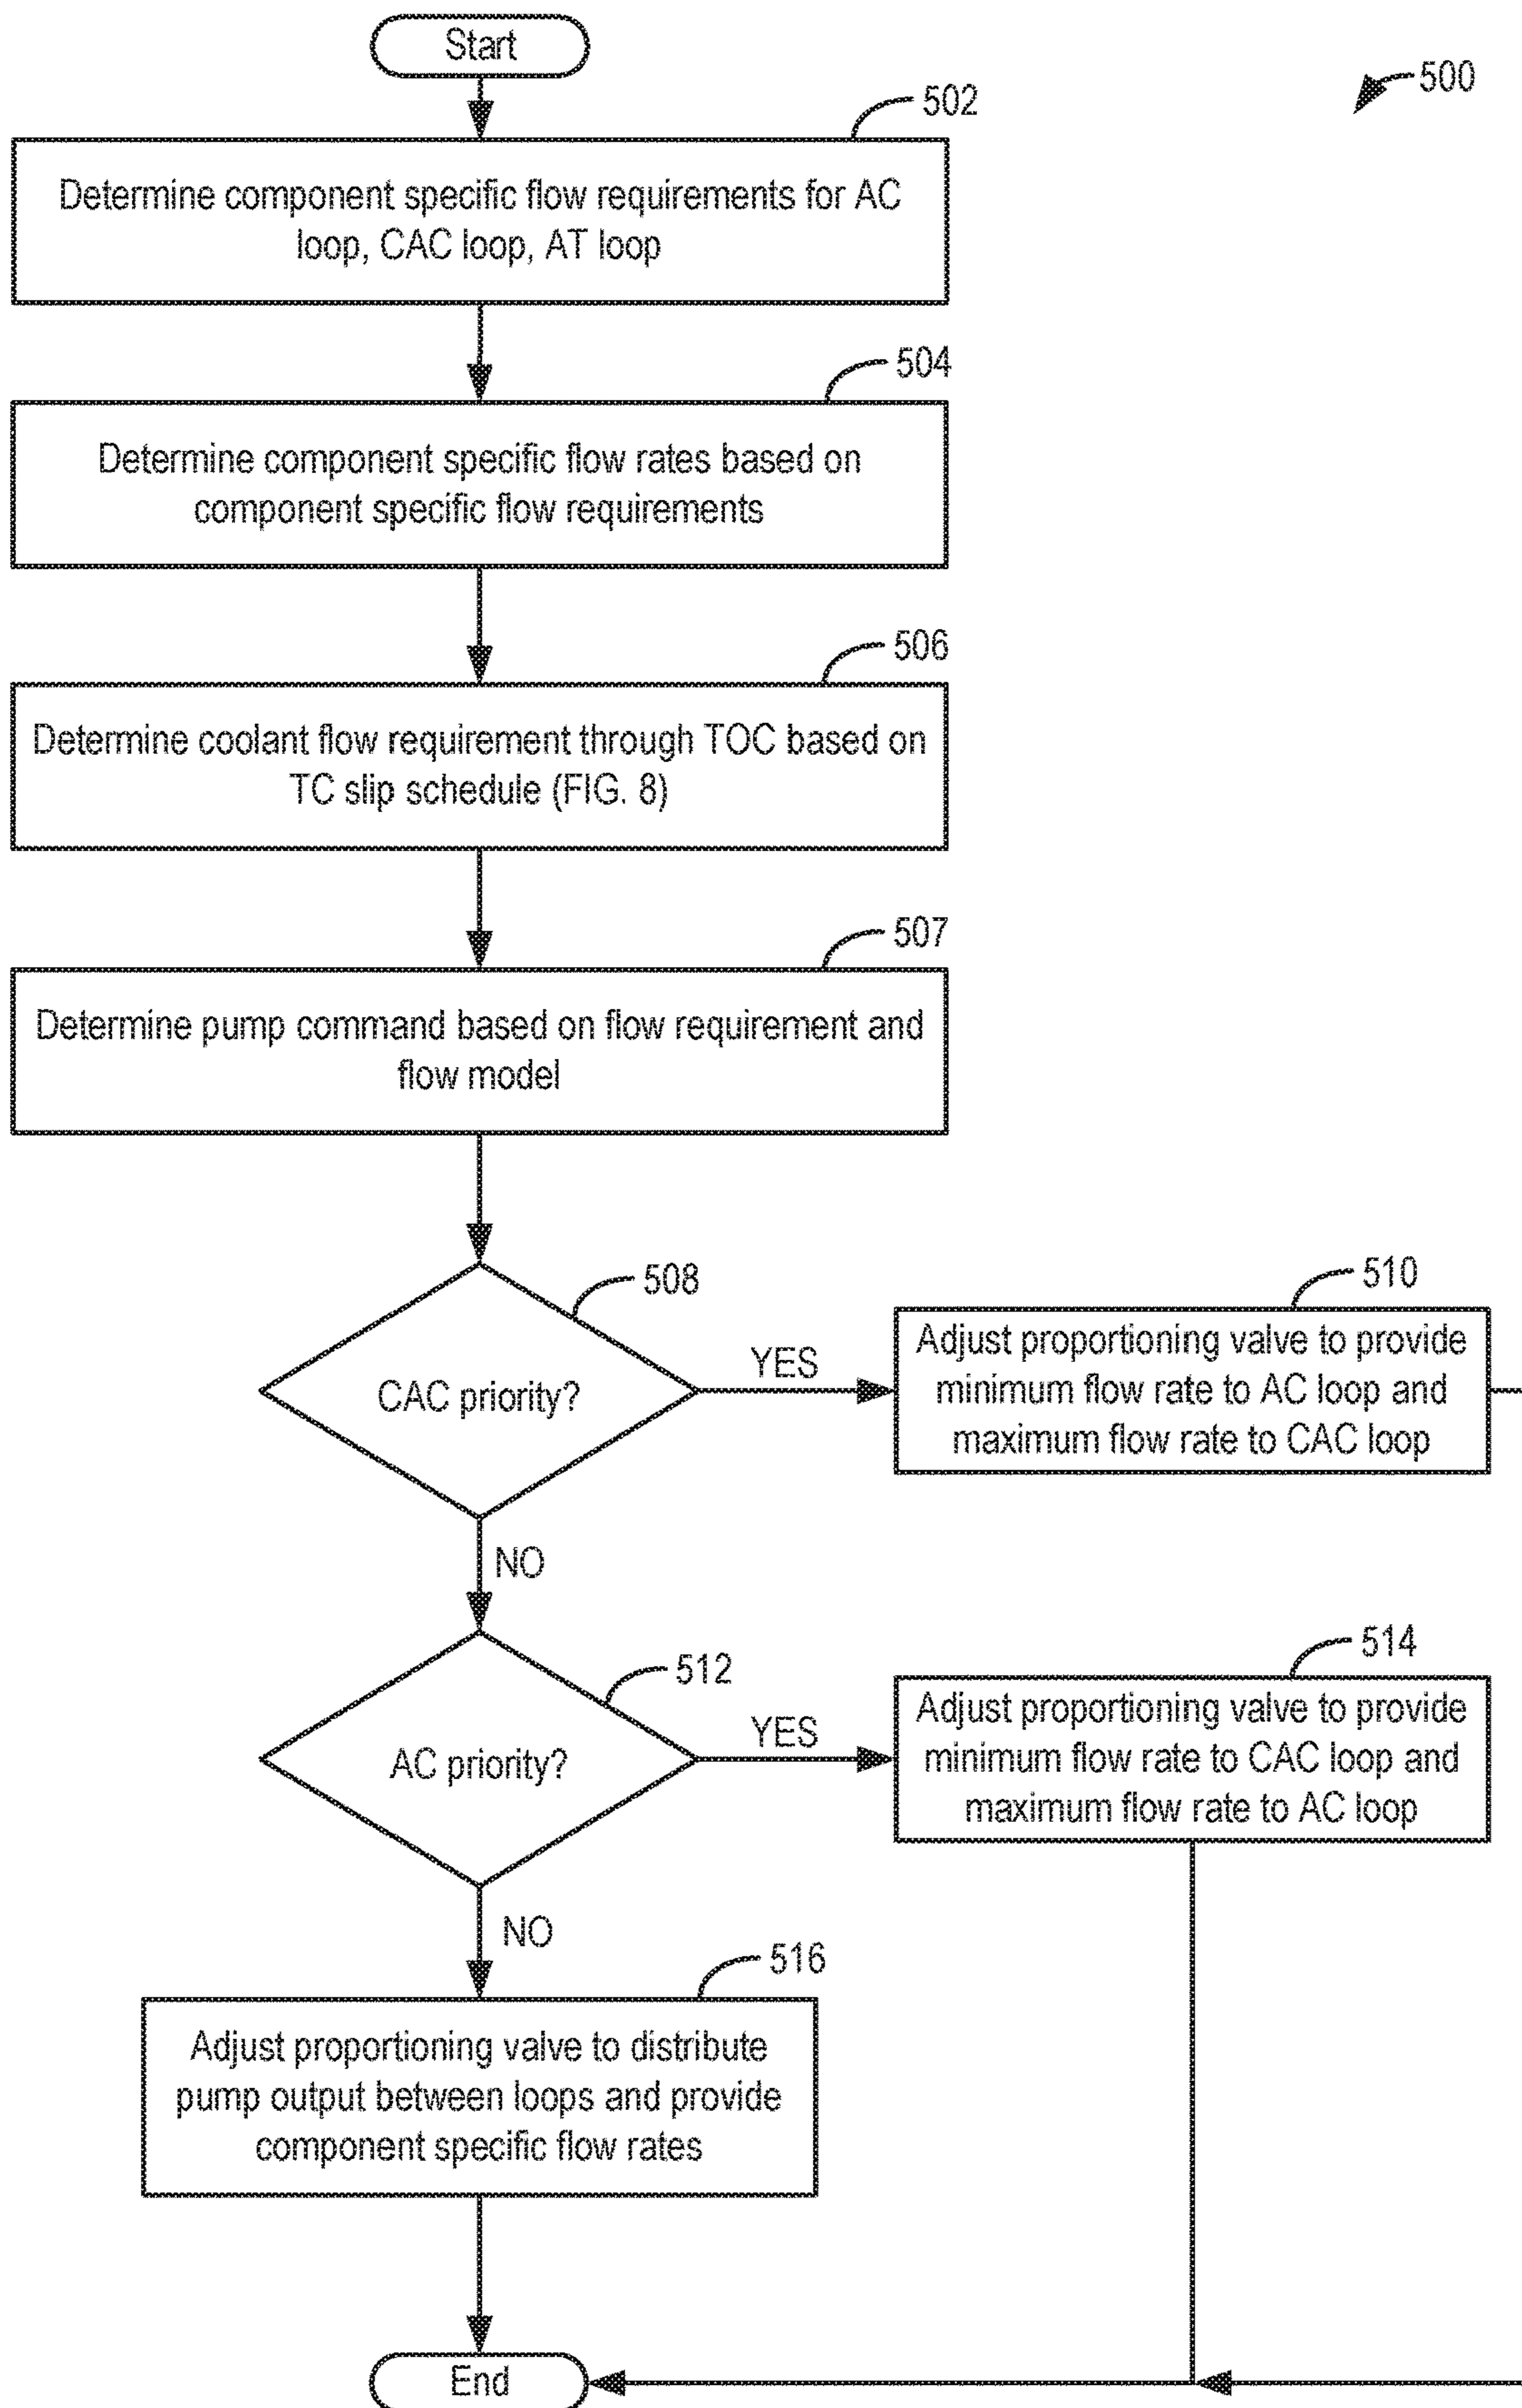 Start
500
502
Determine component specific flow requirements for AC
loop, CAC loop, AT loop
504
Determine component specific flow rates based on
component specific flow requirements
506
Determine coolant flow requirement through TOC based on
TC slip schedule (FIG. 8)
507
Determine pump command based on flow requirement and
flow model
508
CAC priority?
YES
510
Adjust proportioning valve to provide
minimum flow rate to AC loop and
maximum flow rate to CAC loop
NO
512
AC priority?
YES
514
Adjust proportioning valve to provide
minimum flow rate to CAC loop and
maximum flow rate to AC loop
NO
516
Adjust proportioning valve to distribute
pump output between loops and provide
component specific flow rates
End